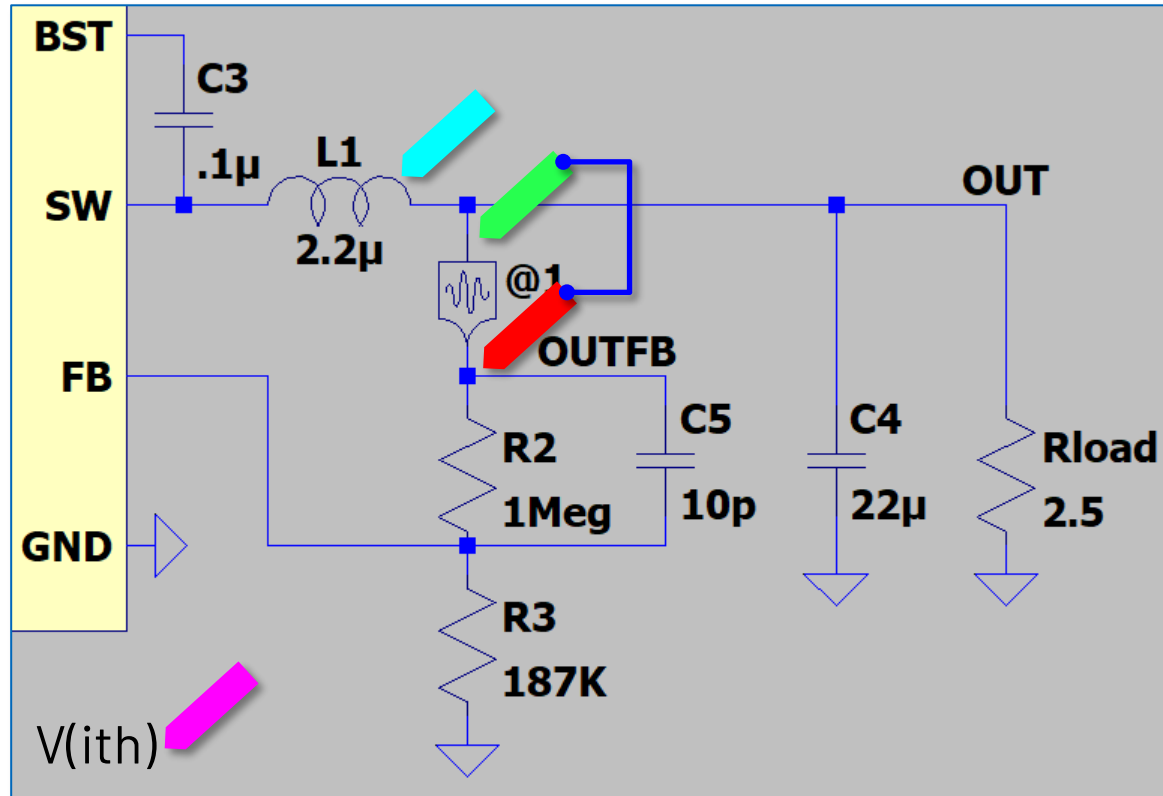 BST
C3
.1µ
L1
2.2µ
SW
OUT
@1
OUTFB
FB
C5
10p
R2
1Meg
C4
22µ
Rload
2.5
GND
R3
187K
V(ith)